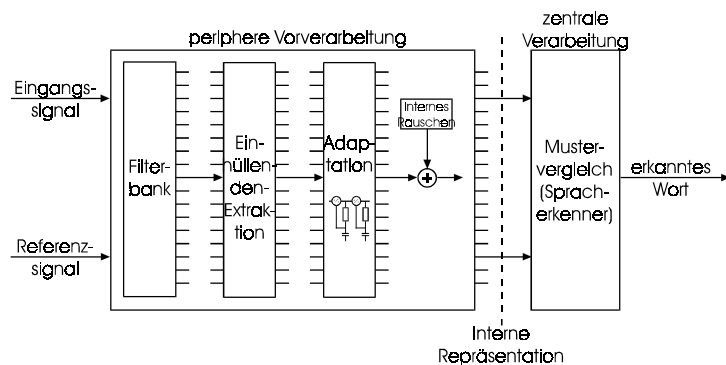 periphere Vorverarbeitung
zentrale
Verarbeitung
Eingangs-
signal
Referenz-
signal
Filter-
bank
Ein-
hüllen-
den-
Extrak-
tion
Adap-
tation
Internes
Rauschen
Muster-
vergleich
(Sprach-
erkenner)
erkanntes
Wort
Interne
Repräsentation